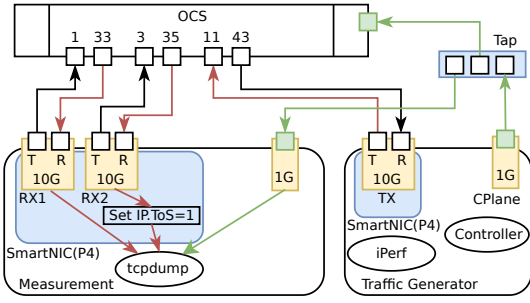 OCS
1 33 3 35 11 43
Tap
T R T R T R
10G 10G 1G 10G 1G
RX1 RX2 TX CPlane
Set IP.ToS=1
SmartNIC(P4) SmartNIC(P4)
Controller
tcpdump iPerf
Measurement Traffic Generator